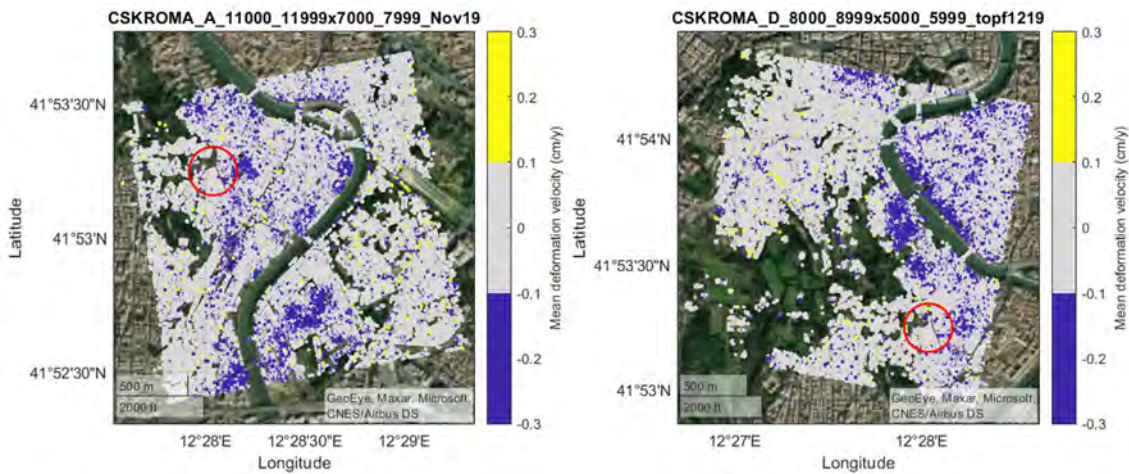 CSKROMA_A_11000_11999x7000_7999_Nov19
41°53'30"N
41°53'N
41°52'30"N
Latitude
500 m
2000 ft
GeoEye, Maxar, Microsoft,
CNES/Airbus DS
12°28'E
12°28'30"E
12°29'E
Longitude
0.3
0.2
0.1
0
-0.1
-0.2
-0.3
Mean deformation velocity (cm/y)
CSKROMA_D_8000_8999x5000_5999_topf1219
41°54'N
41°53'30"N
41°53'N
Latitude
500 m
2000 ft
GeoEye, Maxar, Microsoft,
CNES/Airbus DS
12°27'E
12°28'E
Longitude
0.3
0.2
0.1
0
-0.1
-0.2
-0.3
Mean deformation velocity (cm/y)